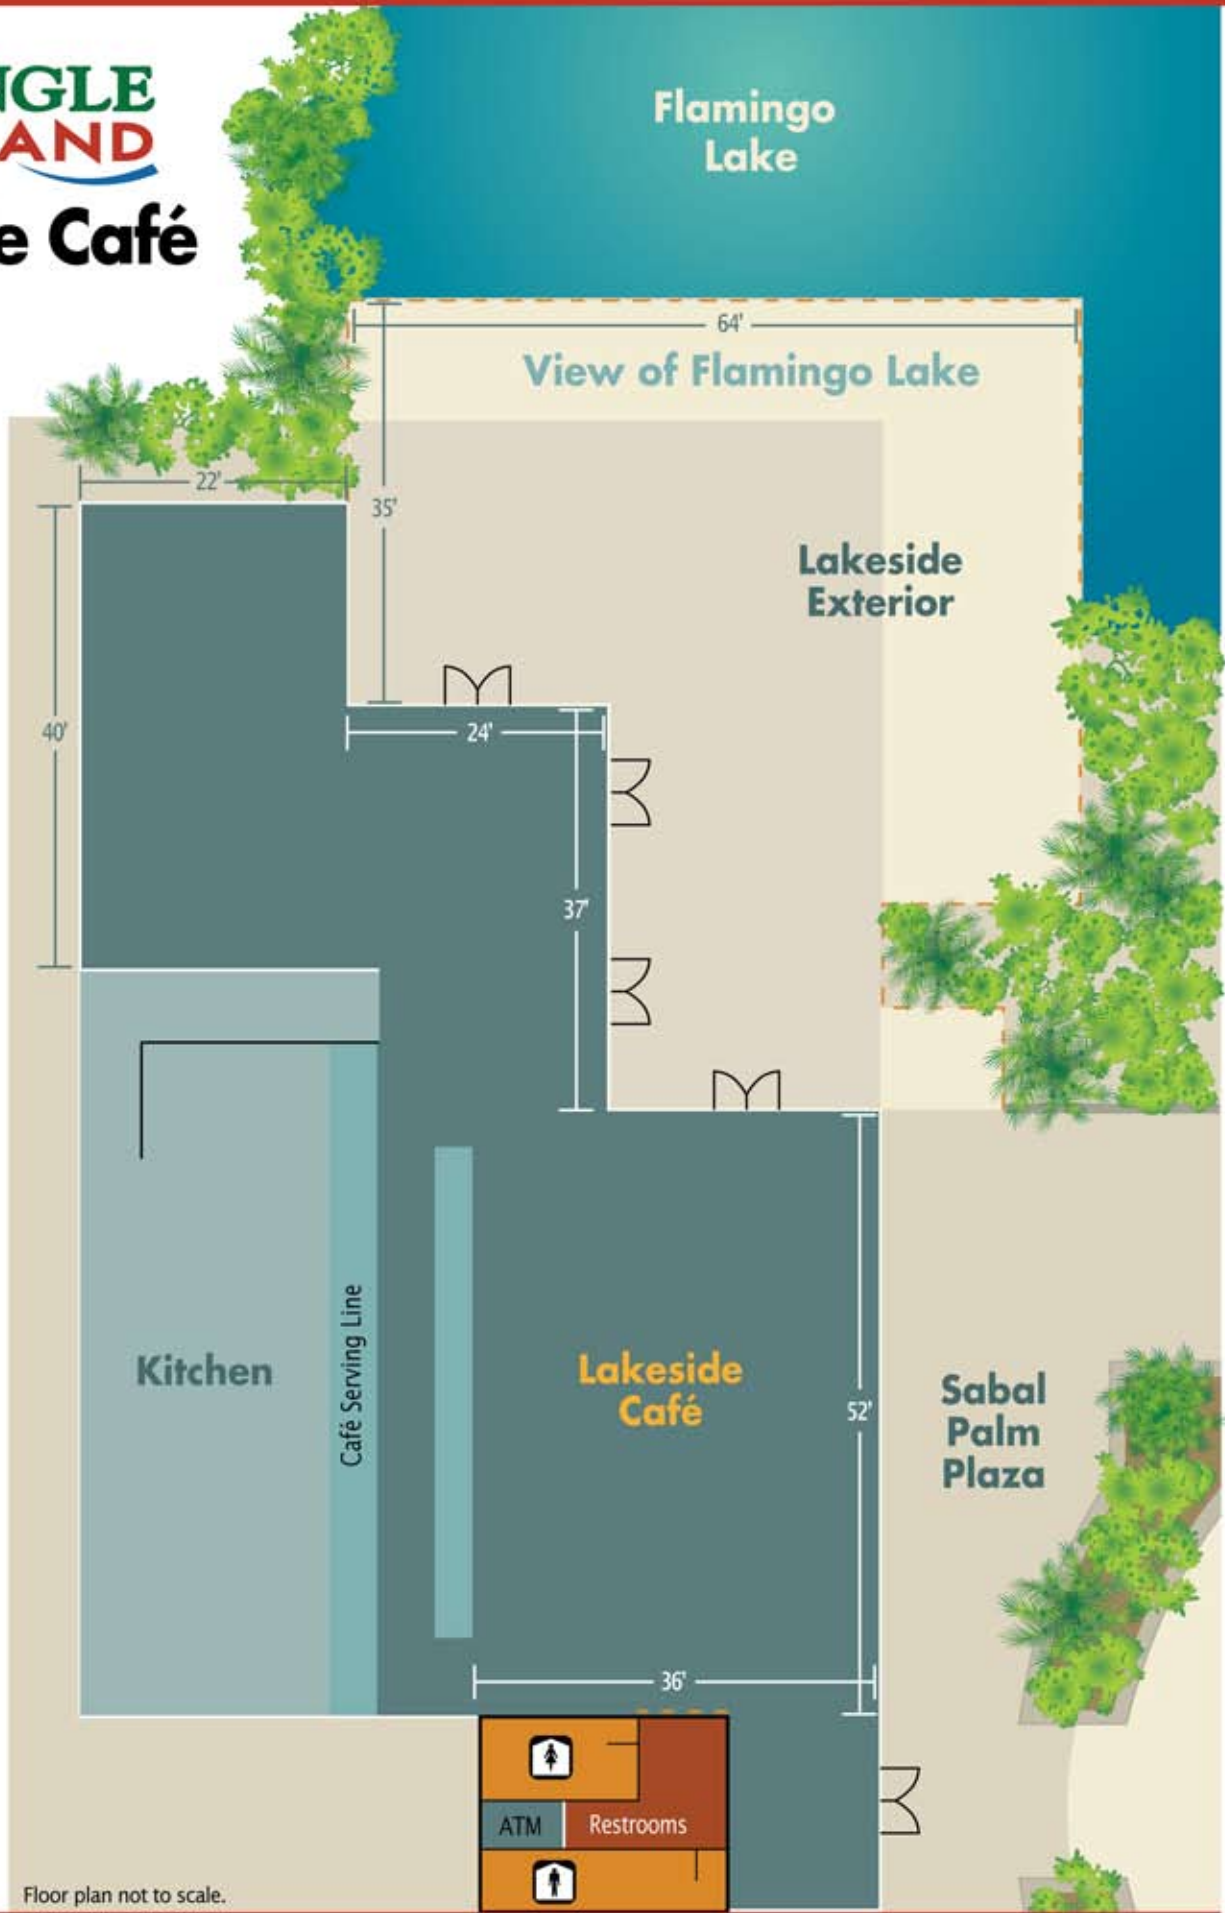 NGLE
AND
e Café
Flamingo
Lake
64'
View of Flamingo Lake
22'
35'
Lakeside
Exterior
40'
24'
37'
Kitchen
Café Serving Line
Lakeside
Café
52'
Sabal
Palm
Plaza
36'
ATM
Restrooms
Floor plan not to scale.